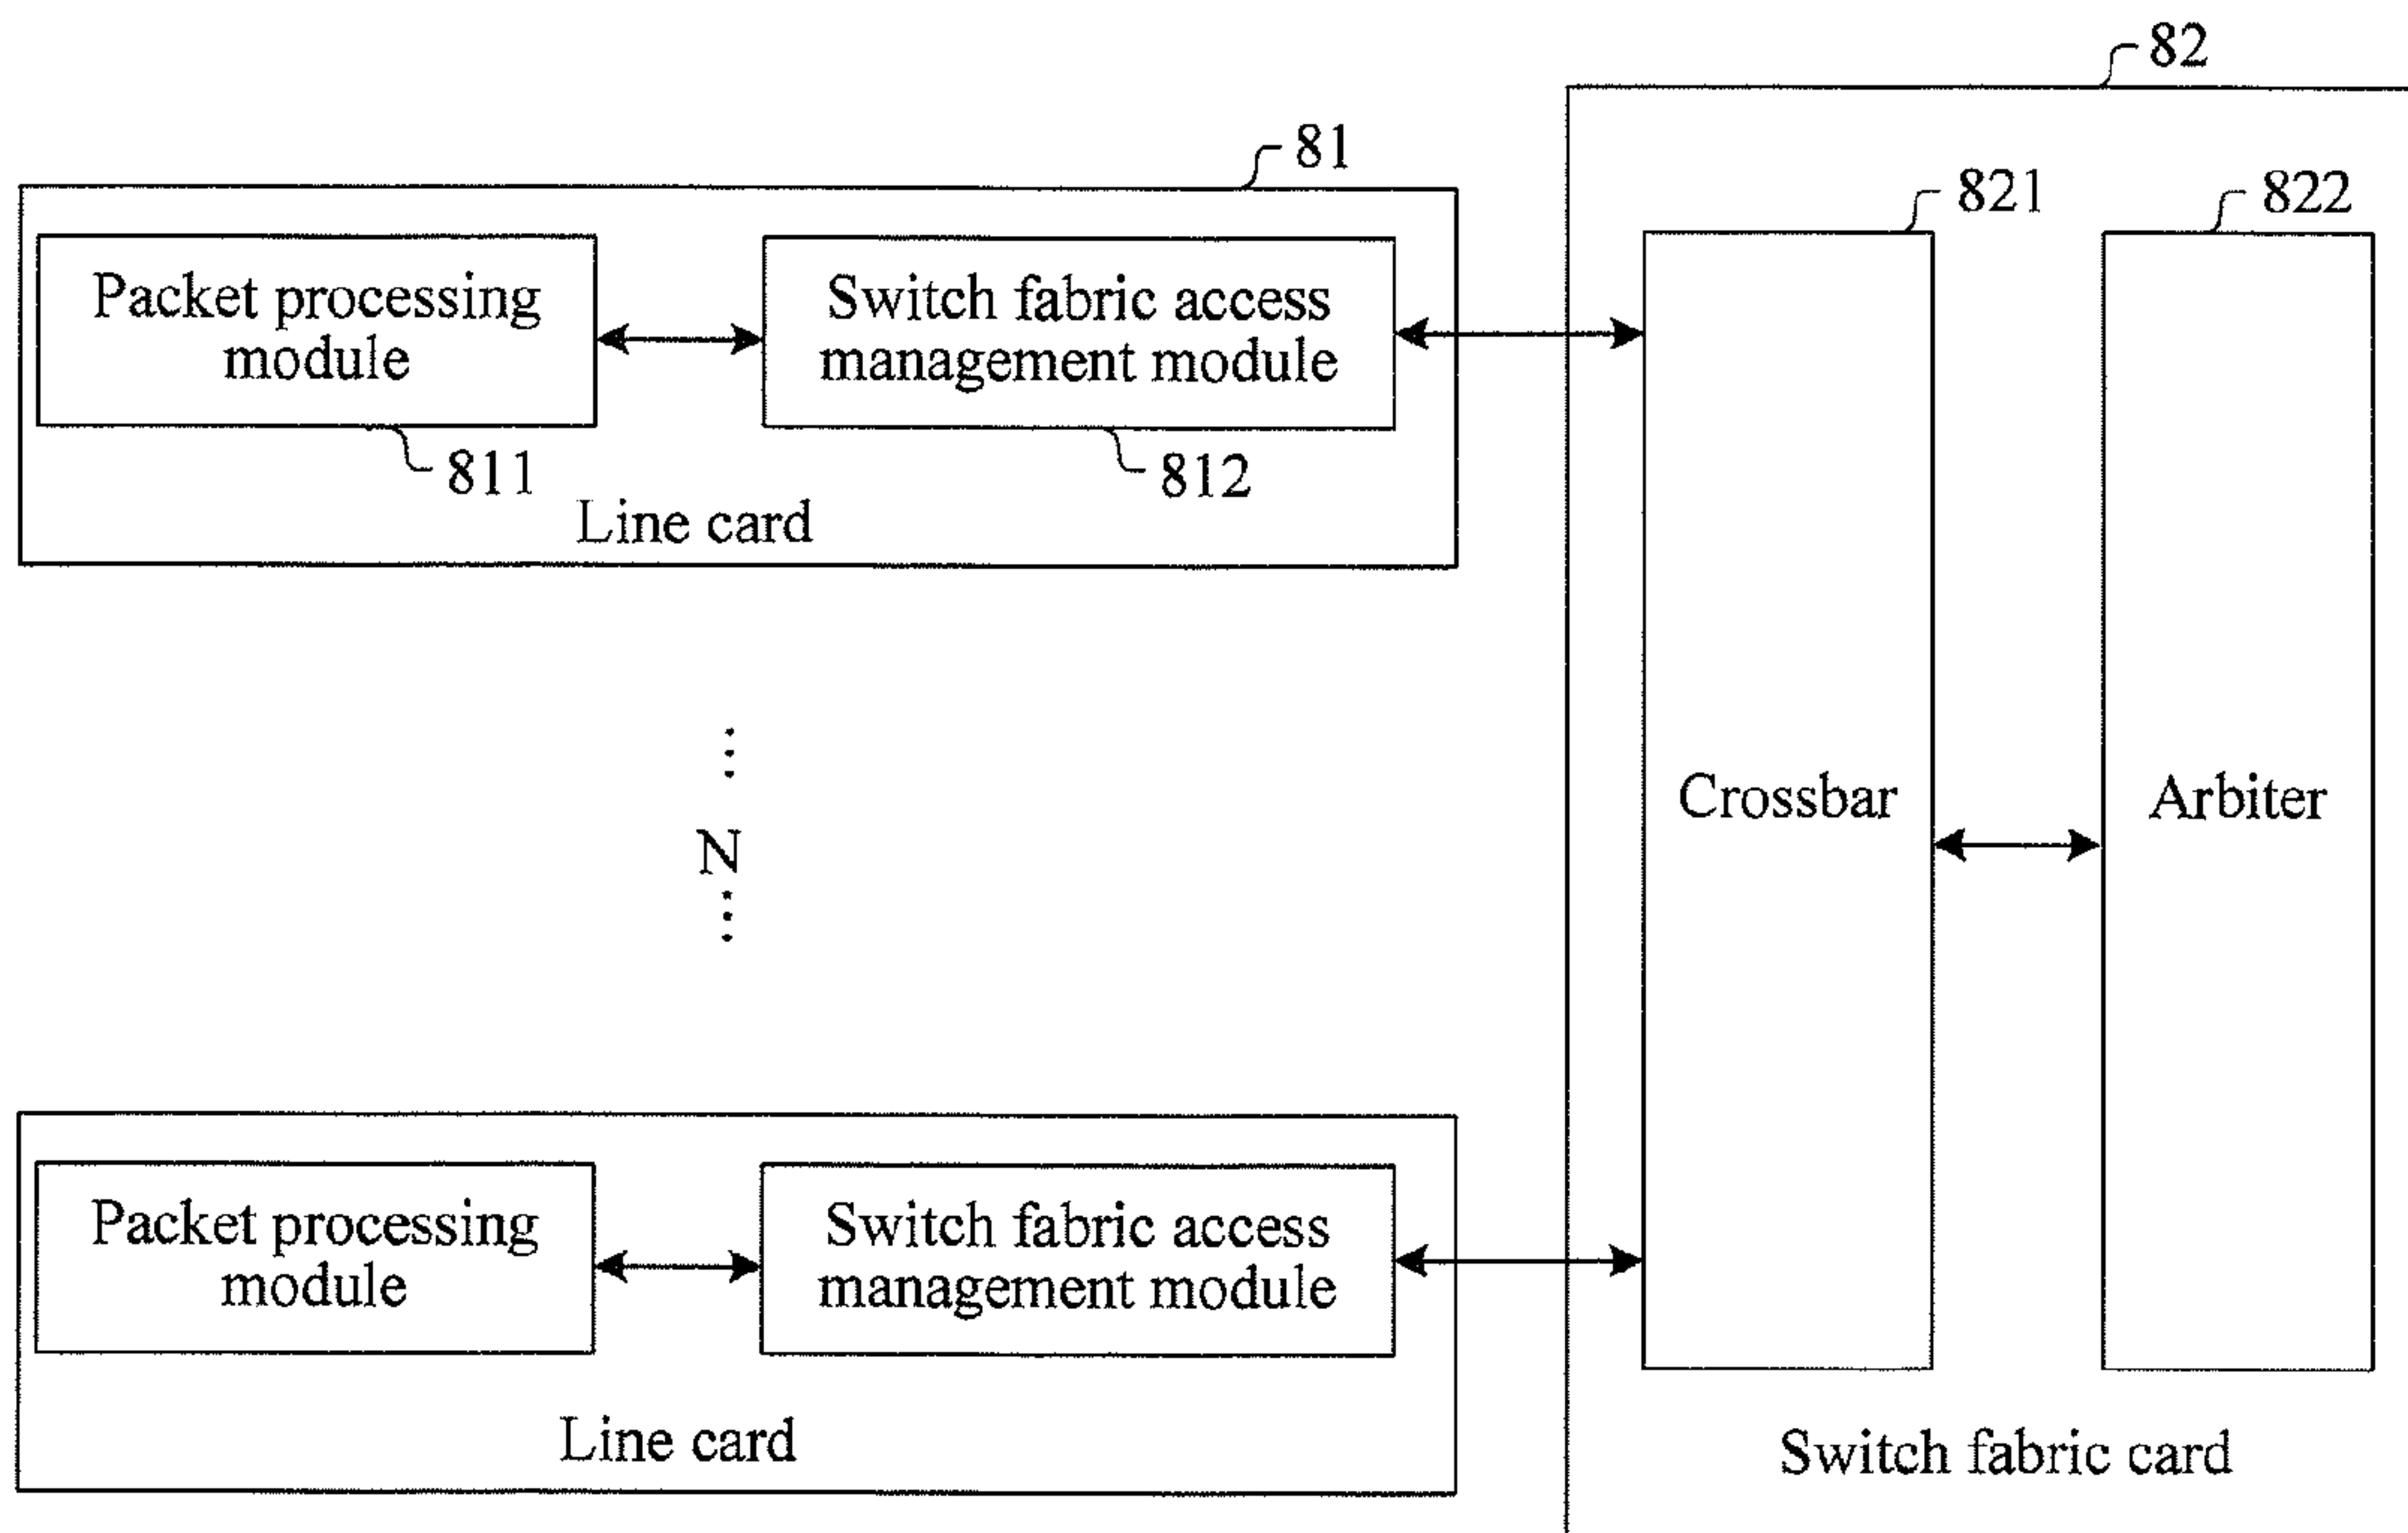 82
81
821
822
Packet processing
module
Switch fabric access
management module
811
812
Line card
N
Crossbar
Arbiter
Packet processing
module
Switch fabric access
management module
Line card
Switch fabric card